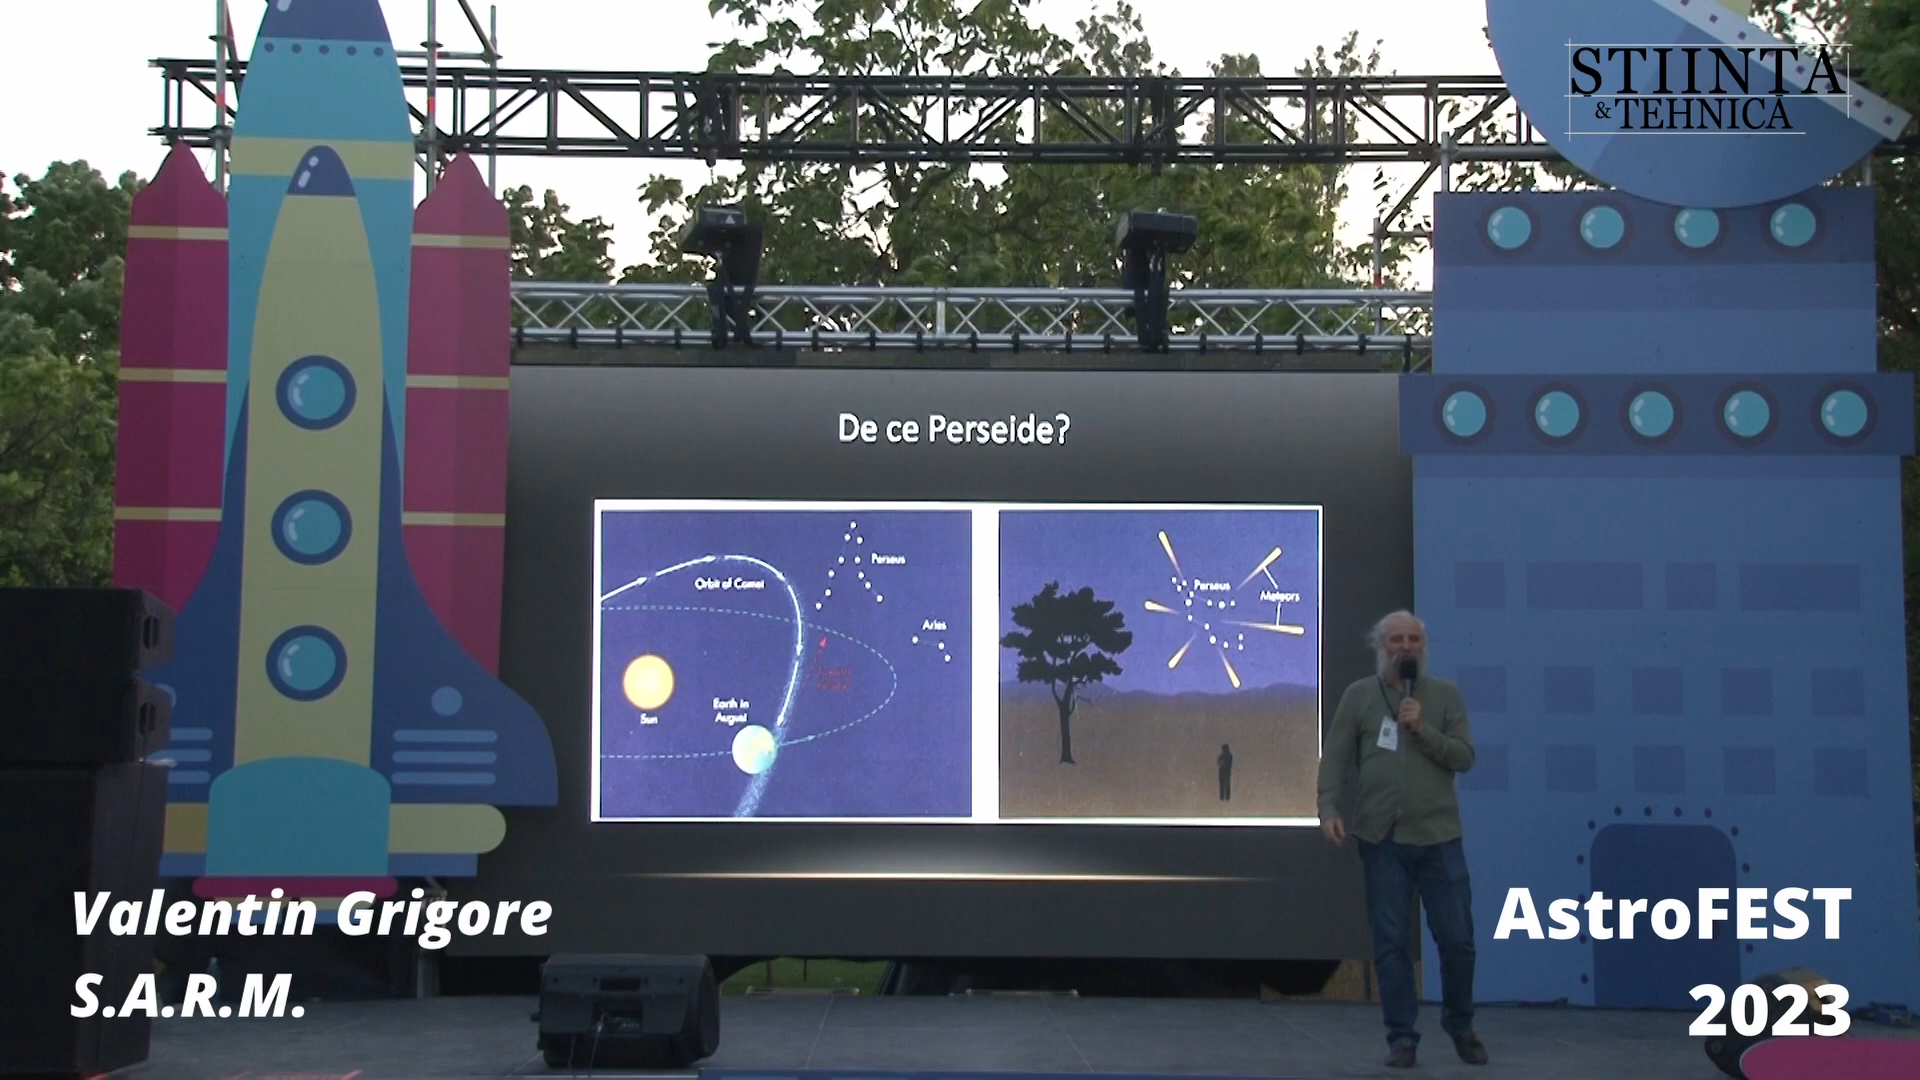 ȘTIINȚA
& TEHNICĂ
De ce Perseide?
Perseus
Orbit of Comet
Aries
Sun
Earth in
August
Perseus
Meteors
Valentin Grigore
S.A.R.M.
AstroFEST
2023